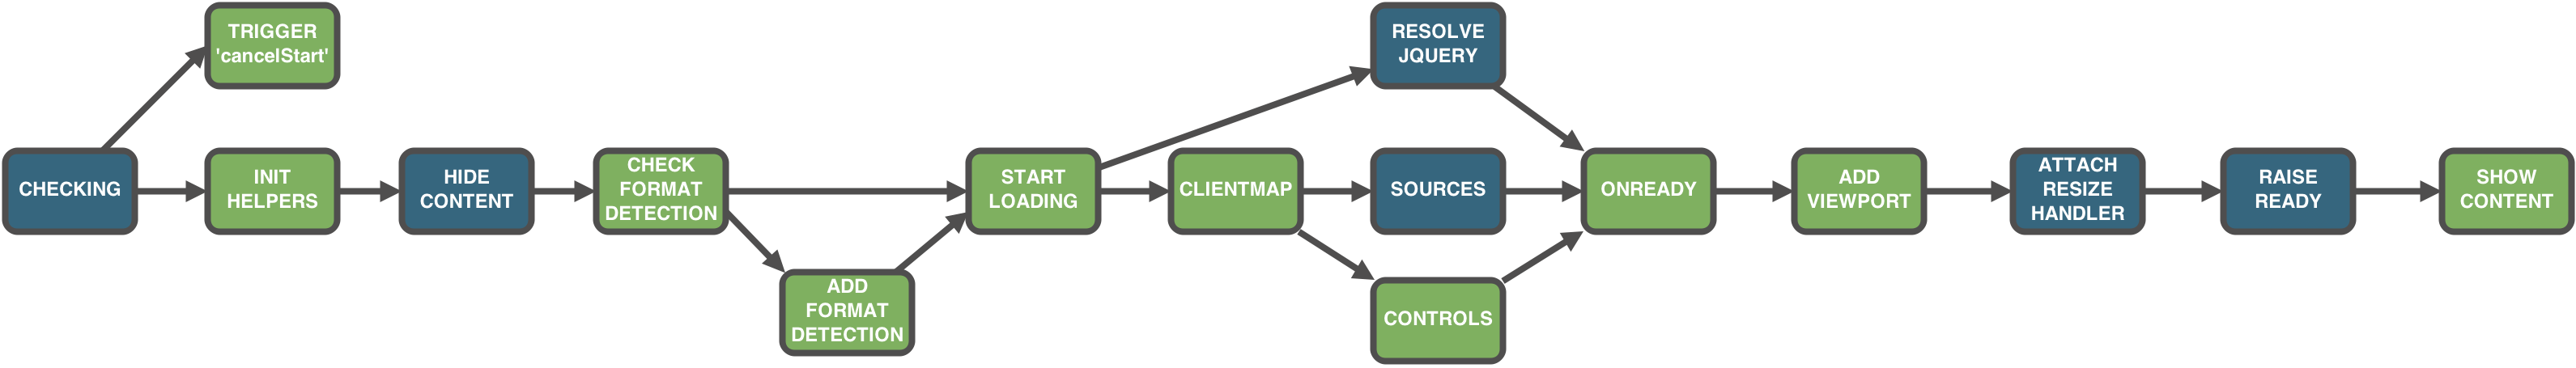 TRIGGER
'cancelStart'
CHECKING
INIT
HELPERS
HIDE
CONTENT
CHECK
FORMAT
DETECTION
ADD
FORMAT
DETECTION
START
LOADING
RESOLVE
JQUERY
CLIENTMAP
SOURCES
CONTROLS
ONREADY
ADD
VIEWPORT
ATTACH
RESIZE
HANDLER
RAISE
READY
SHOW
CONTENT